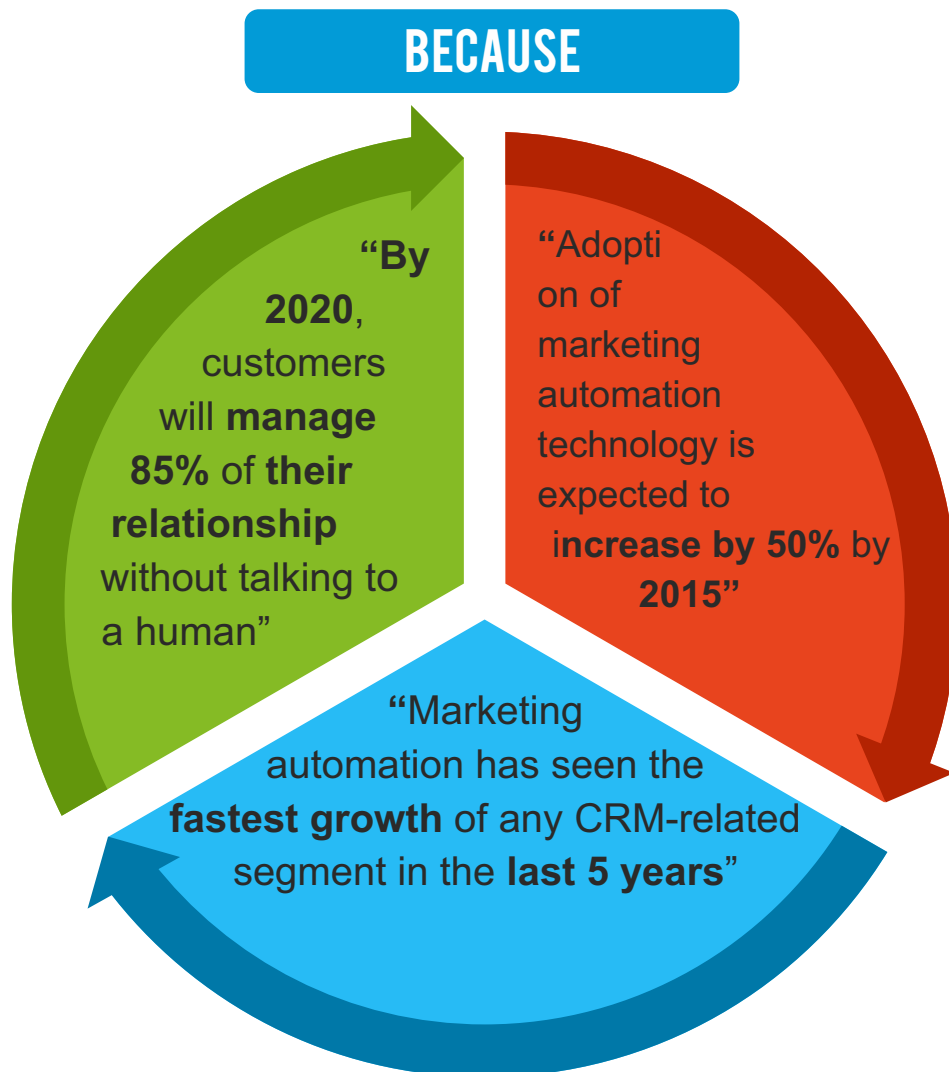 BECAUSE
“By
2020,
customers
will manage
85% of their
relationship
without talking to
a human”
“Adopti
on of
marketing
automation
technology is
expected to
increase by 50% by
2015”
“Marketing
automation has seen the
fastest growth of any CRM-related
segment in the last 5 years”